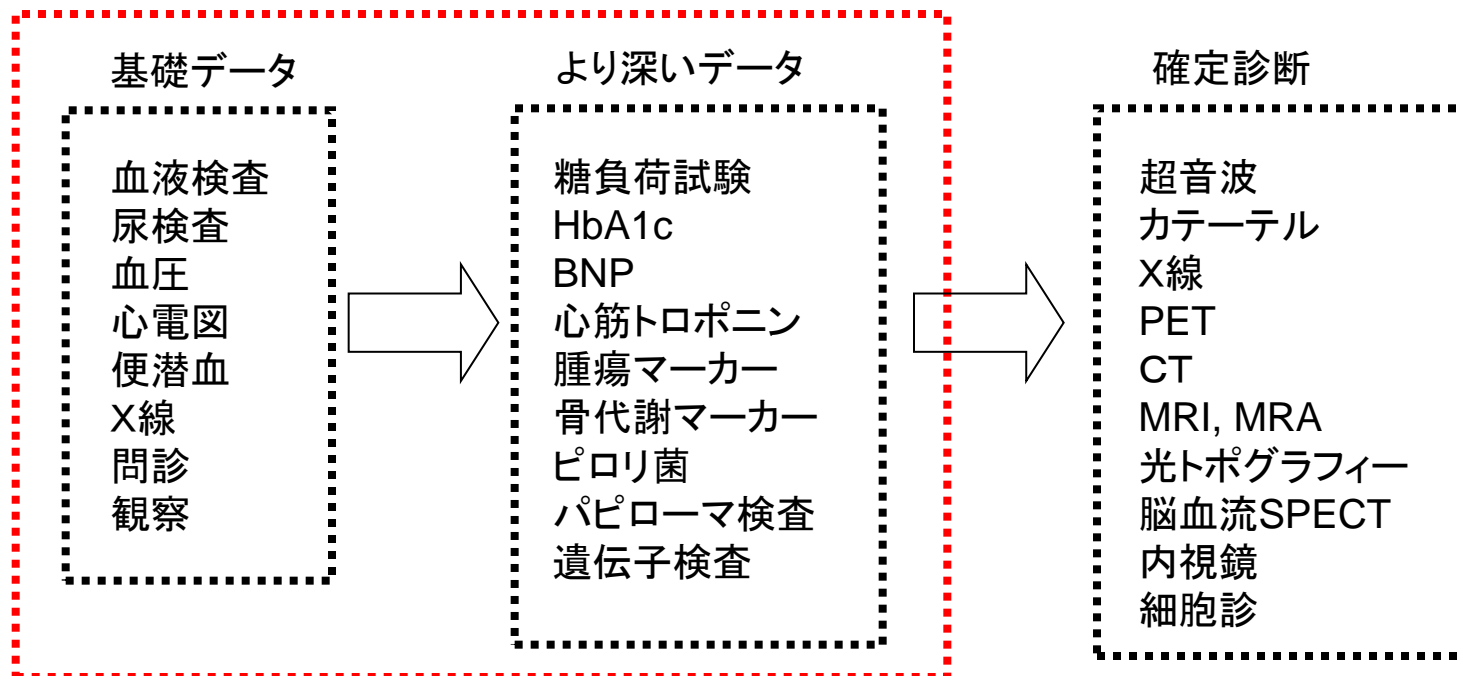 基礎データ
血液検査
尿検査
血圧
心電図
便潜血
X線
問診
観察
より深いデータ
糖負荷試験
HbA1c
BNP
心筋トロポニン
腫瘍マーカー
骨代謝マーカー
ピロリ菌
パピローマ検査
遺伝子検査
確定診断
超音波
カテーテル
X線
PET
CT
MRI, MRA
光トポグラフィー
脳血流SPECT
内視鏡
細胞診